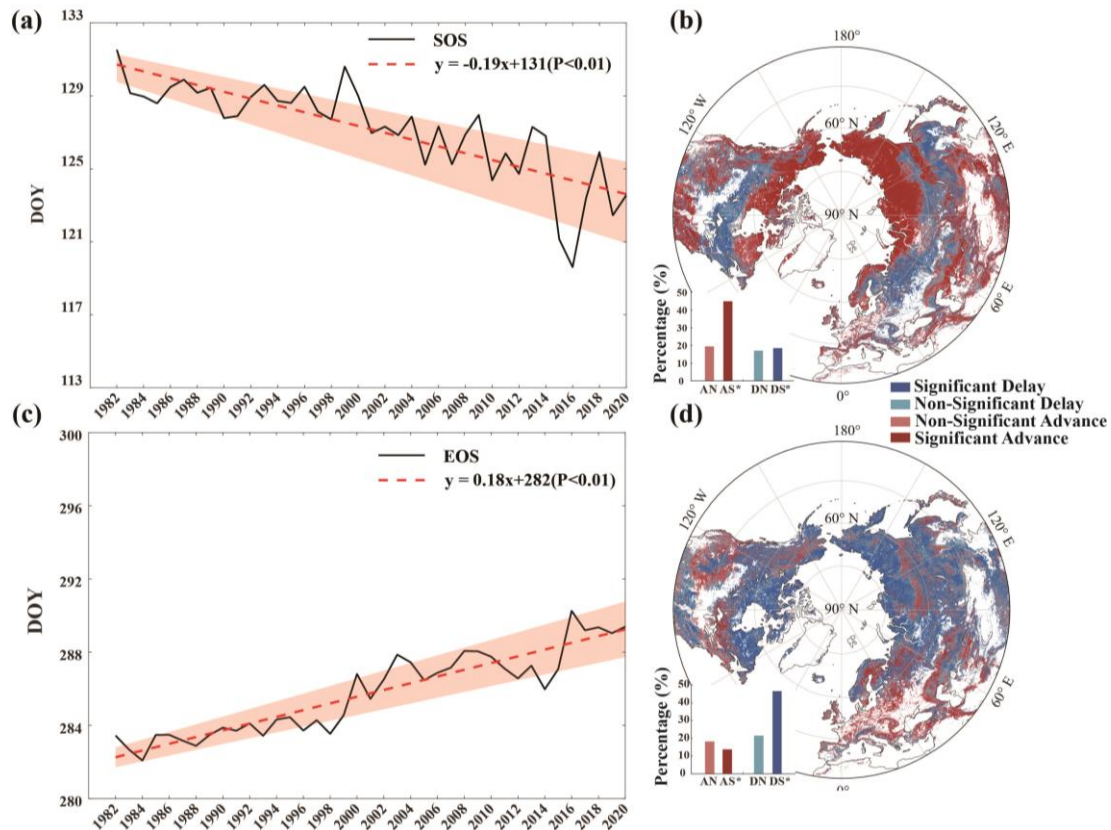 (a)
133
129
125
121
117
113
DOY
SOS
y = -0.19x+131(P<0.01)
1982 1984 1986 1988 1990 1992 1994 1996 1998 2000 2002 2004 2006 2008 2010 2012 2014 2016 2018 2020
(b)
180°
120° W
120° E
60° N
90° N
60° E
0°
Percentage (%)
50
40
30
20
10
0
AN AS* DN DS*
Significant Delay
Non-Significant Delay
Non-Significant Advance
Significant Advance
(c)
300
296
292
288
284
280
DOY
EOS
y = 0.18x+282(P<0.01)
1982 1984 1986 1988 1990 1992 1994 1996 1998 2000 2002 2004 2006 2008 2010 2012 2014 2016 2018 2020
(d)
180°
120° W
120° E
60° N
90° N
60° E
0°
Percentage (%)
50
40
30
20
10
0
AN AS* DN DS*